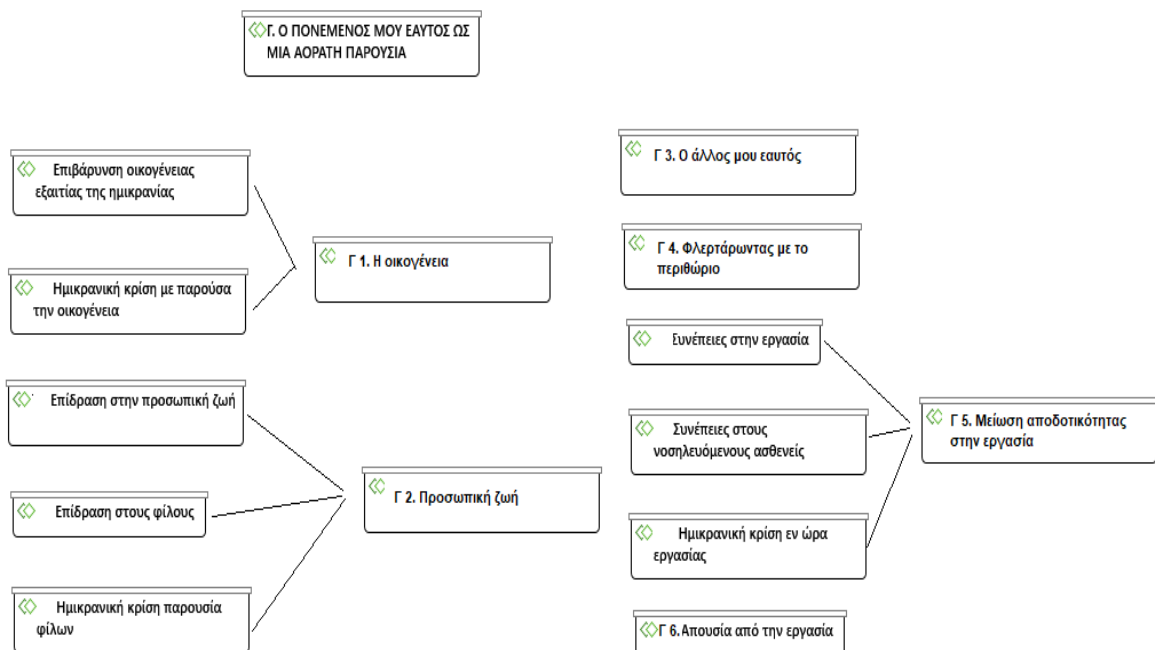 Γ. Ο ΠΟΝΕΜΕΝΟΣ ΜΟΥ ΕΑΥΤΟΣ ΩΣ
ΜΙΑ ΑΟΡΑΤΗ ΠΑΡΟΥΣΙΑ
Επιβάρυνση οικογένειας
εξαιτίας της ημικρανίας
Γ 1. Η οικογένεια
Ημικρανική κρίση με παρούσα
την οικογένεια
Επίδραση στην προσωπική ζωή
Γ 2. Προσωπική ζωή
Επίδραση στους φίλους
Ημικρανική κρίση παρουσία
φίλων
Γ 3. Ο άλλος μου εαυτός
Γ 4. Φλερτάρωντας με το
περιθώριο
Συνέπειες στην εργασία
Συνέπειες στους
νοσηλευόμενους ασθενείς
Γ 5. Μείωση αποδοτικότητας
στην εργασία
Ημικρανική κρίση εν ώρα
εργασίας
Γ 6. Απουσία από την εργασία